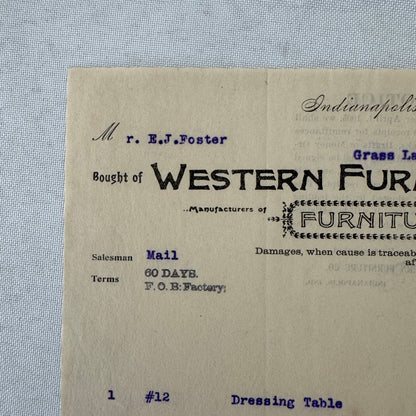 Indianapolis
M r. E.J.Foster
Grass La
Bought of WESTERN FUR
Manufacturers of
FURNITU
Damages, when cause is traceab
af
Salesman Mail
Terms 60 DAYS.
F.O.B. Factory;
1 #12 Dressing Table